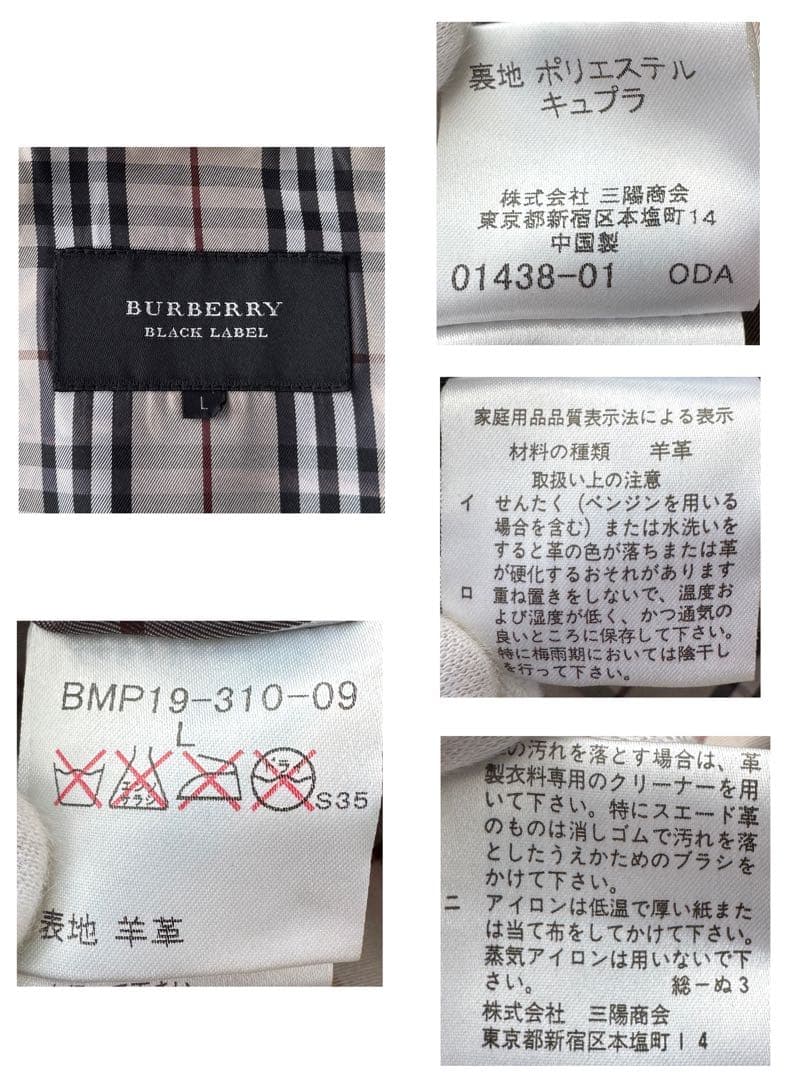 BURBERRY
BLACK LABEL
L
BMP19-310-09
L
エンソ
サラシ
ドライ
S35
表地 羊革
裏地 ポリエステル
キュプラ
株式会社 三陽商会
東京都新宿区本塩町14
中国製
01438-01 ODA
家庭用品品質表示法による表示
材料の種類 羊革
取扱い上の注意
イ せんたく（ベンジンを用いる
場合を含む）または水洗いを
すると革の色が落ちまたは革
が硬化するおそれがあります
ロ 重ね置きをしないで、温度お
よび湿度が低く、かつ通気の
良いところに保存して下さい。
特に梅雨期においては陰干し
を行って下さい。
の汚れを落とす場合は、革
製衣料専用のクリーナーを用
いて下さい。特にスエード革
のものは消しゴムで汚れを落
としたうえかためのブラシを
かけて下さい。
ニ アイロンは低温で厚い紙また
は当て布をしてかけて下さい。
蒸気アイロンは用いないで下
さい。 総ーぬ3
株式会社 三陽商会
東京都新宿区本塩町14